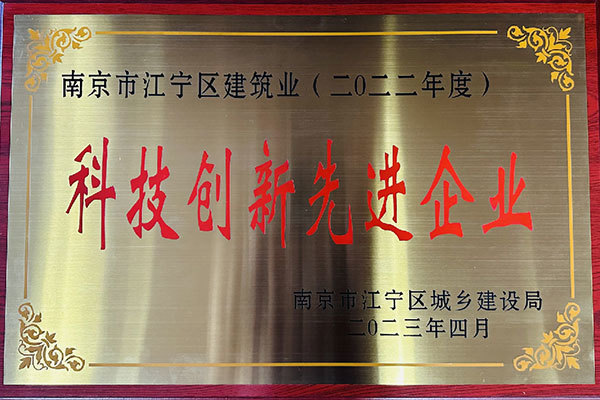 南京市江宁区建筑业（二〇二二年度）
科技创新先进企业
南京市江宁区城乡建设局
二〇二三年四月